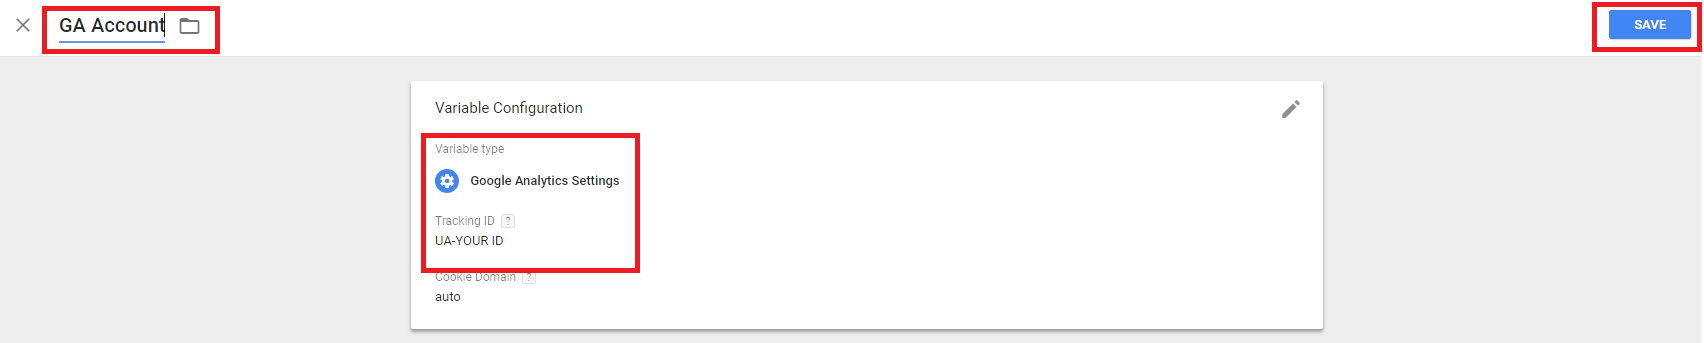 GA Account
SAVE
Variable Configuration
Variable type
Google Analytics Settings
Tracking ID ?
UA-YOUR ID
Cookie Domain ?
auto